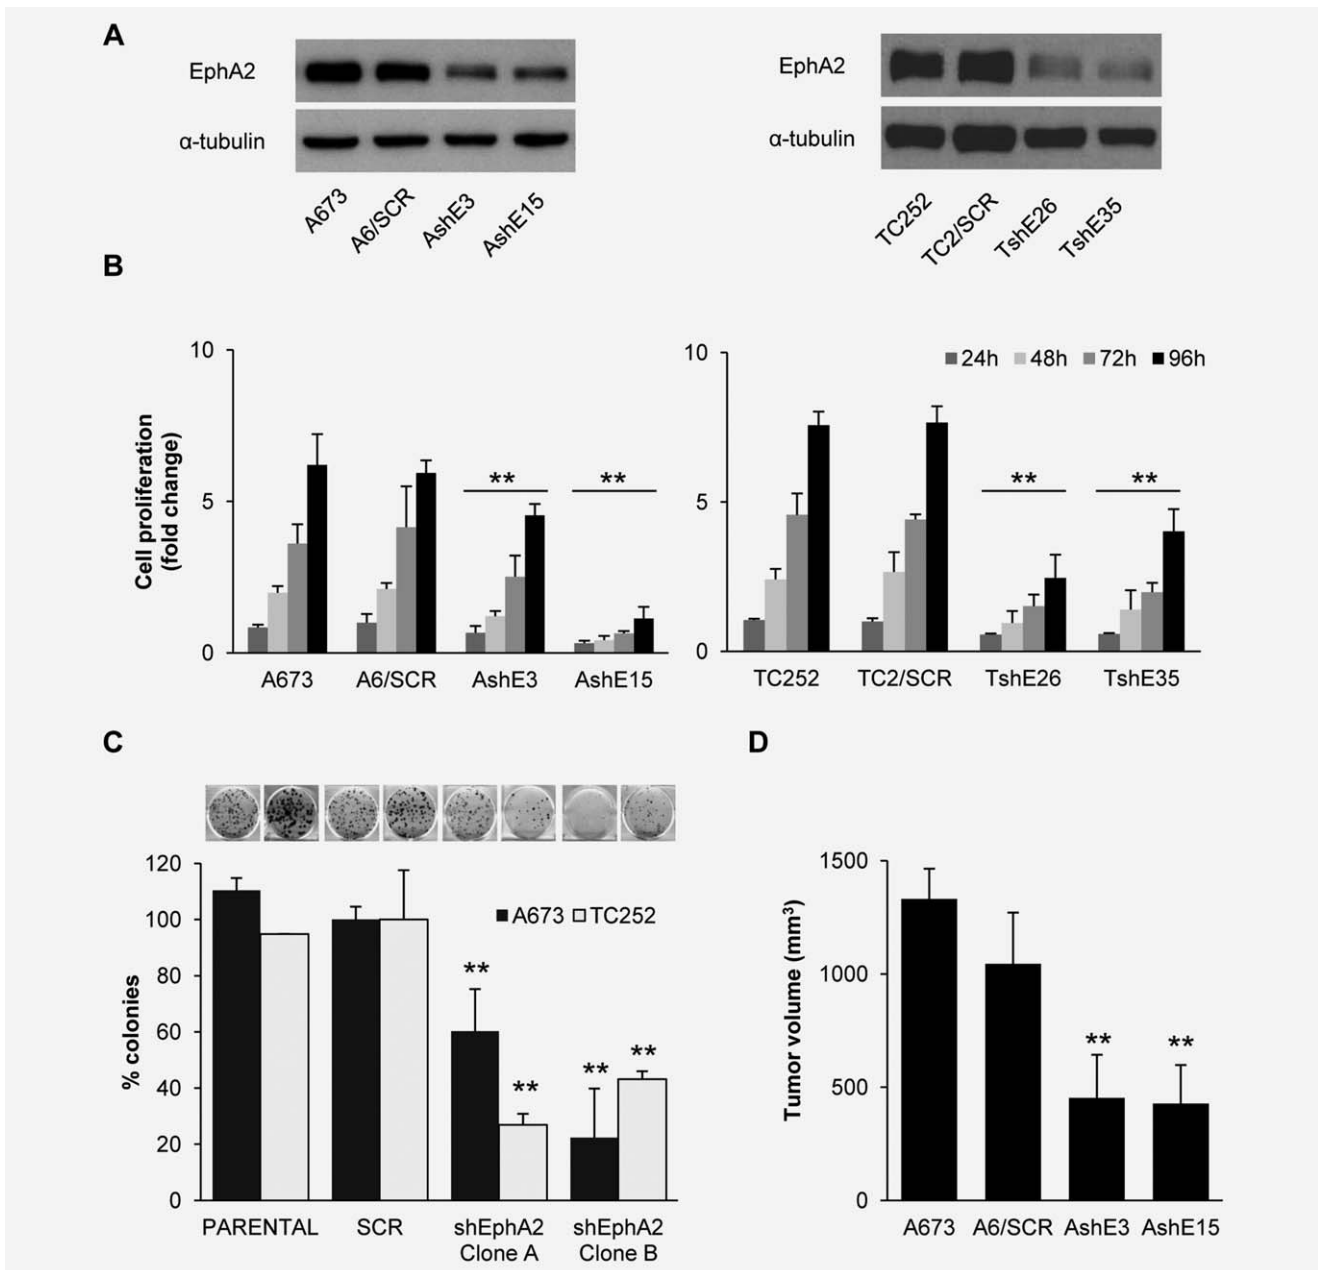 A
EphA2
α-tubulin
A673
A6/SCR
AshE3
AshE15
EphA2
α-tubulin
TC252
TC2/SCR
TshE26
TshE35
B
Cell proliferation
(fold change)
10
5
0
**
**
A673
A6/SCR
AshE3
AshE15
10
5
0
24h
48h
72h
96h
**
**
TC252
TC2/SCR
TshE26
TshE35
C
% colonies
120
100
80
60
40
20
0
A673
TC252
**
**
**
**
PARENTAL
SCR
shEphA2
Clone A
shEphA2
Clone B
D
Tumor volume (mm³)
1500
1000
500
0
**
**
A673
A6/SCR
AshE3
AshE15